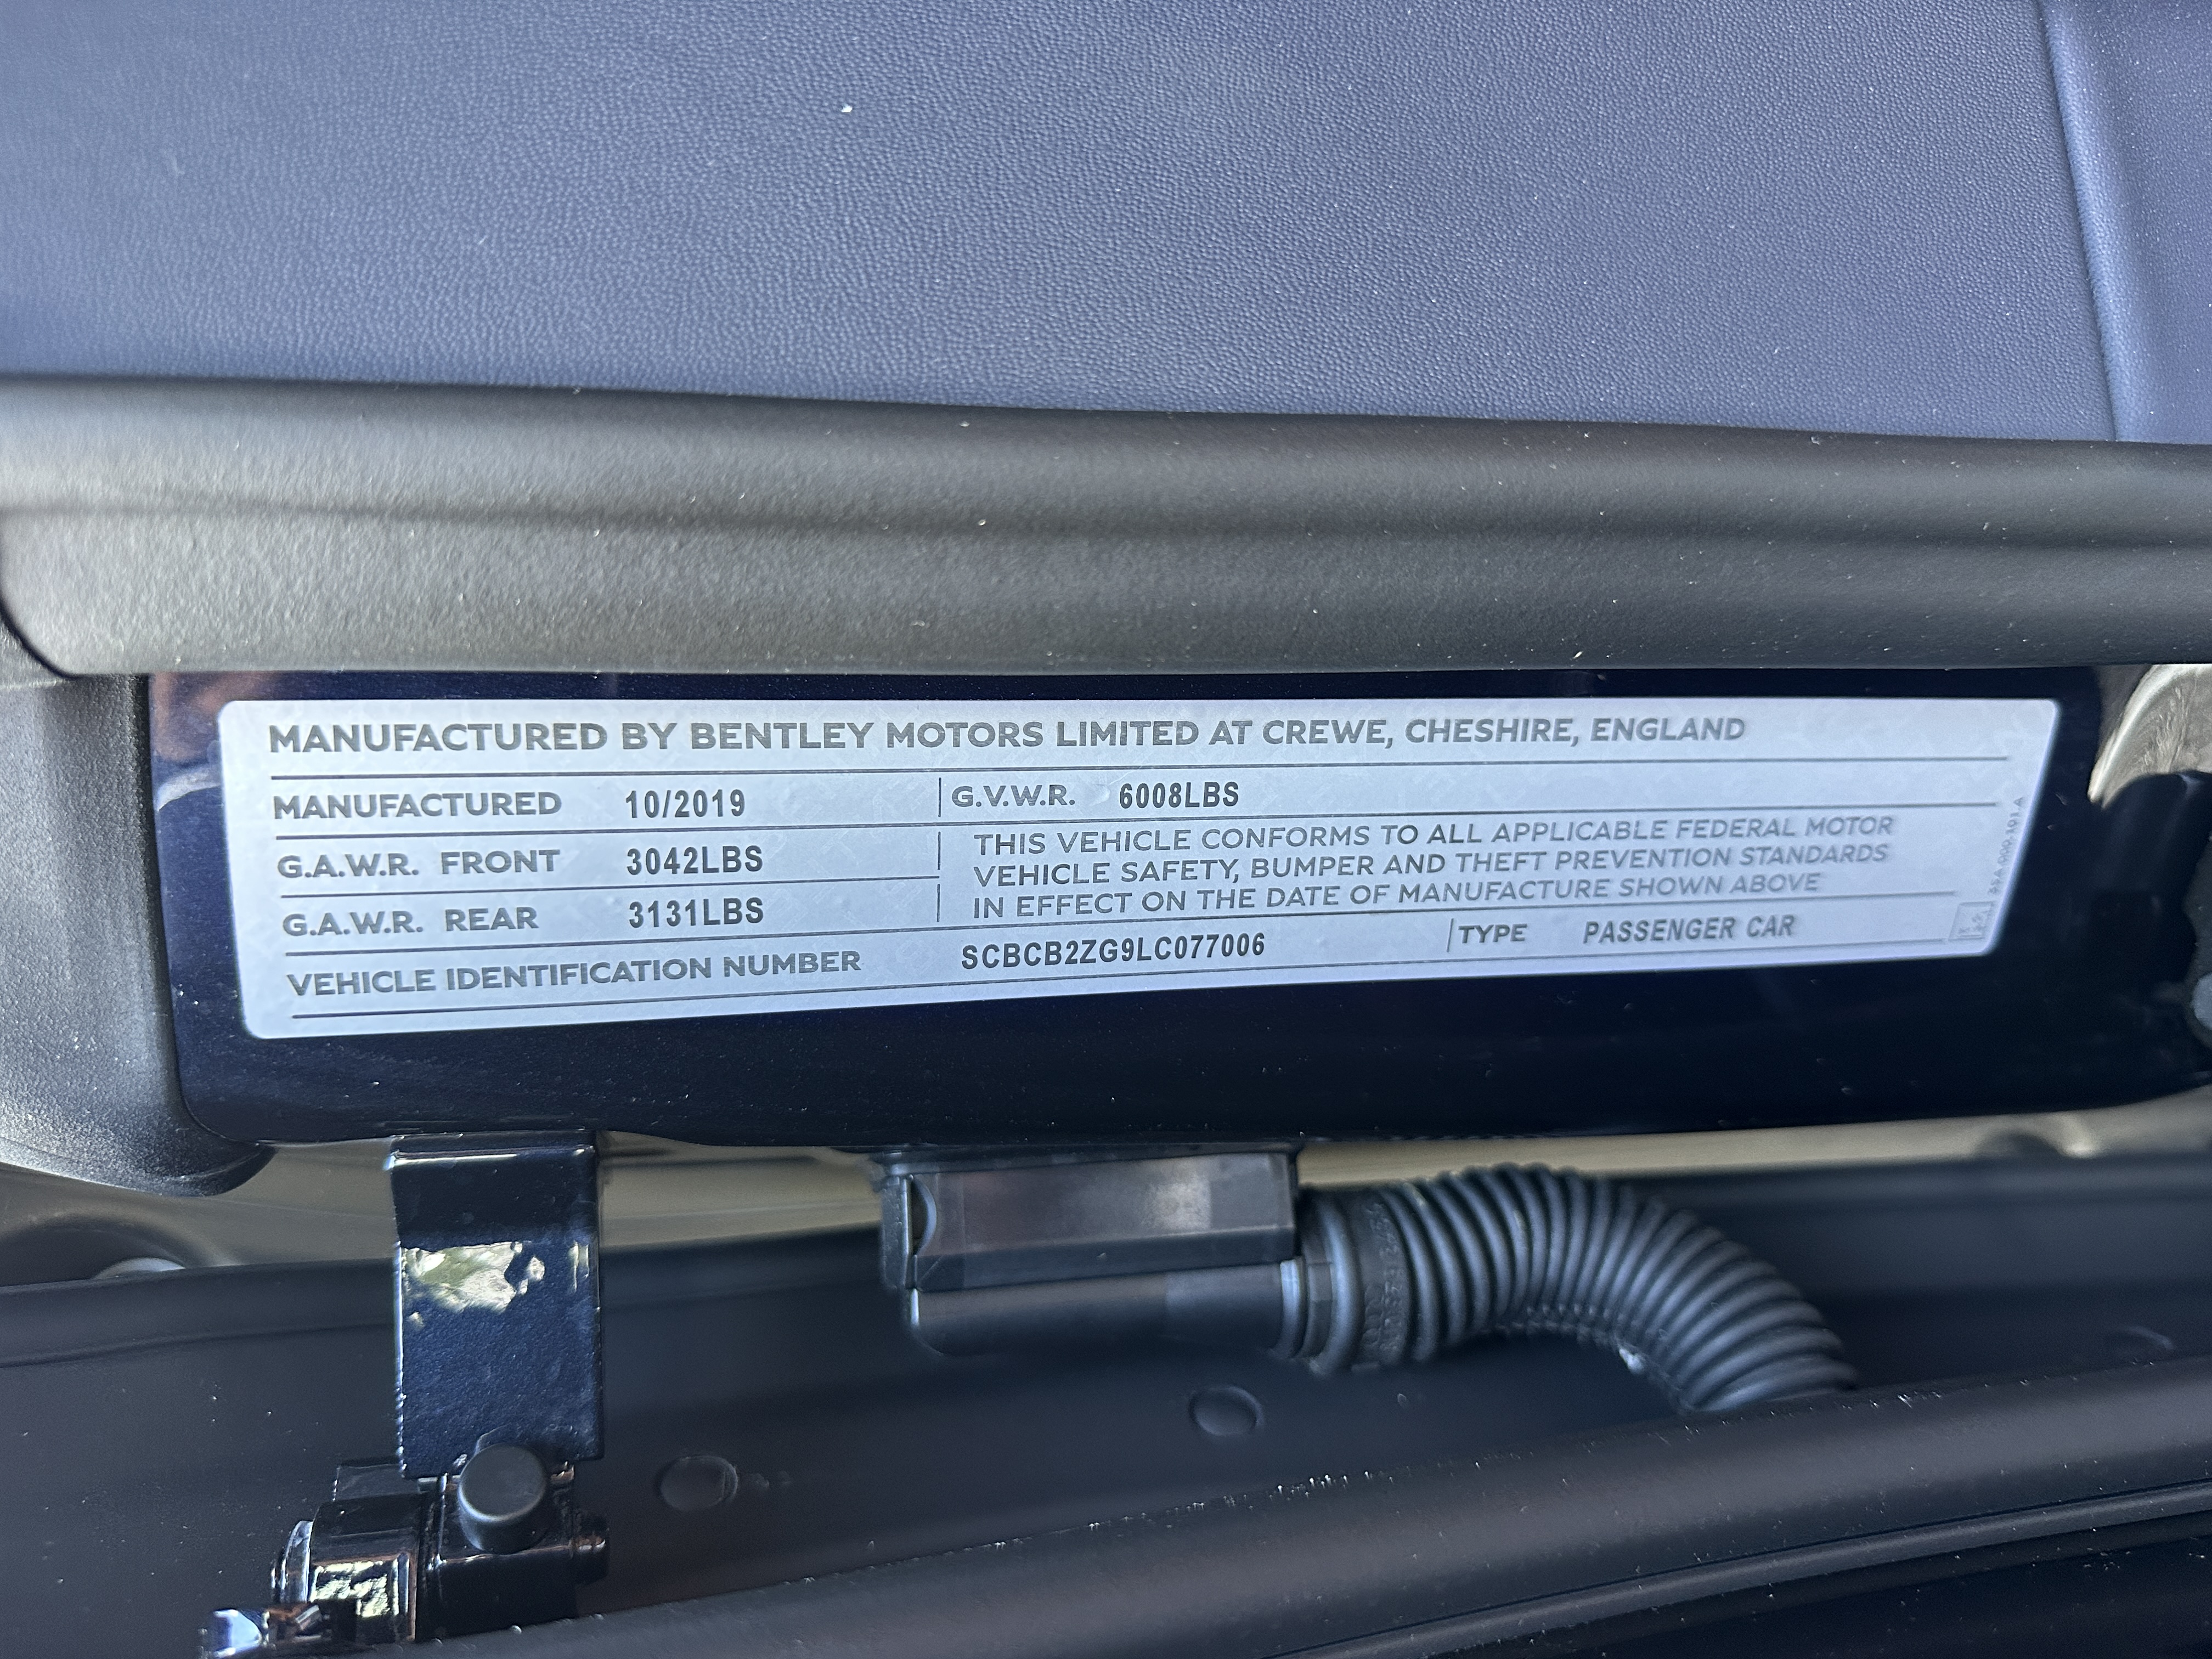 MANUFACTURED BY BENTLEY MOTORS LIMITED AT CREWE, CHESHIRE, ENGLAND
MANUFACTURED 10/2019
G.V.W.R. 6008LBS
G.A.W.R. FRONT 3042LBS
G.A.W.R. REAR 3131LBS
THIS VEHICLE CONFORMS TO ALL APPLICABLE FEDERAL MOTOR
VEHICLE SAFETY, BUMPER AND THEFT PREVENTION STANDARDS
IN EFFECT ON THE DATE OF MANUFACTURE SHOWN ABOVE
VEHICLE IDENTIFICATION NUMBER SCBCB2ZG9LC077006
TYPE PASSENGER CAR